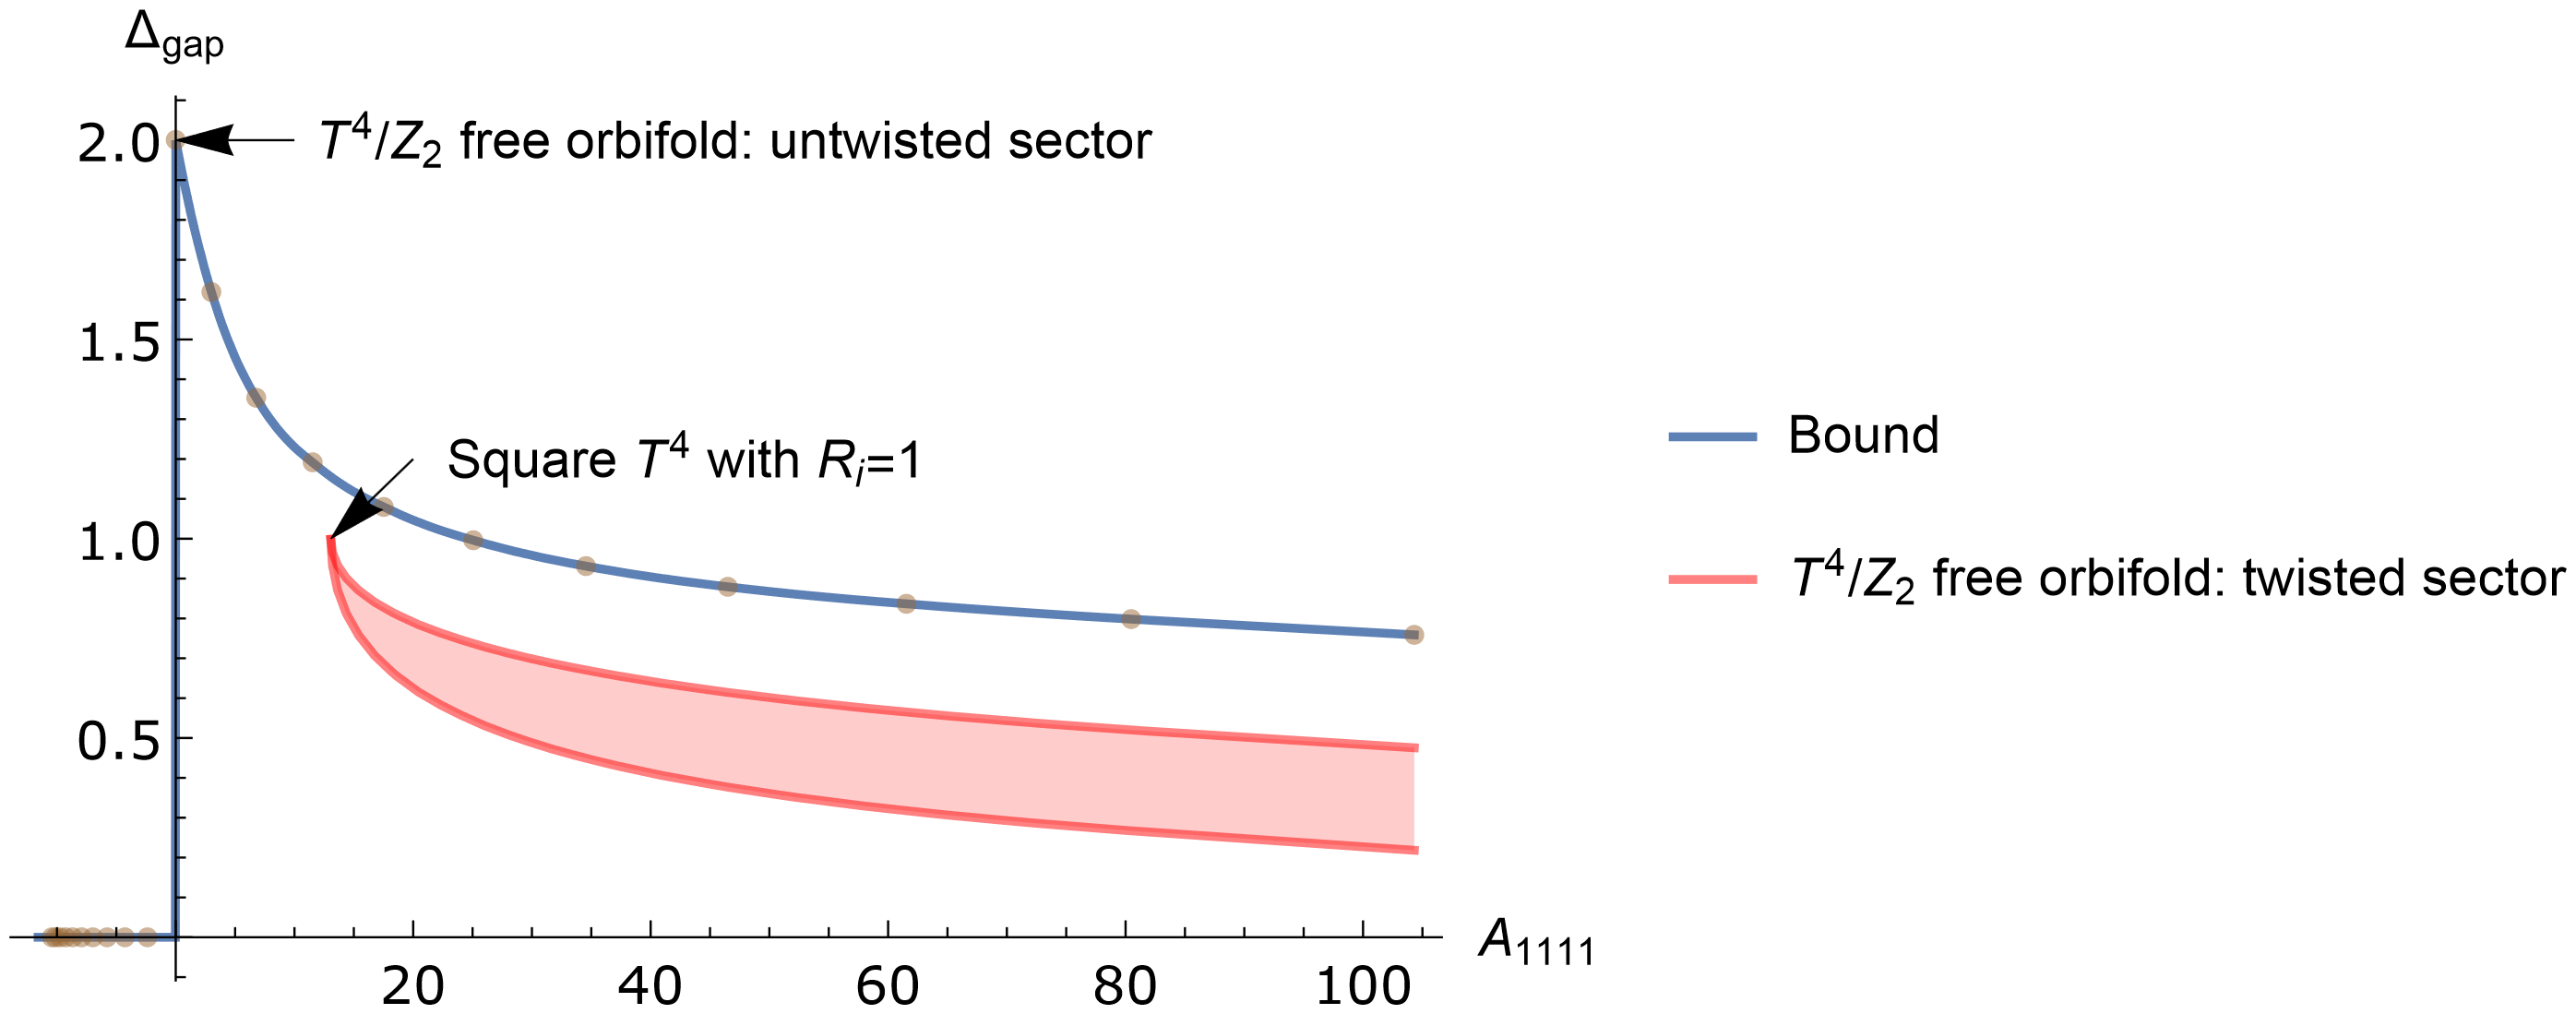 Δgap
2.0
T⁴/Z₂ free orbifold: untwisted sector
1.5
Square T⁴ with Rᵢ=1
1.0
0.5
20
40
60
80
100
A₁₁₁₁
Bound
T⁴/Z₂ free orbifold: twisted sector